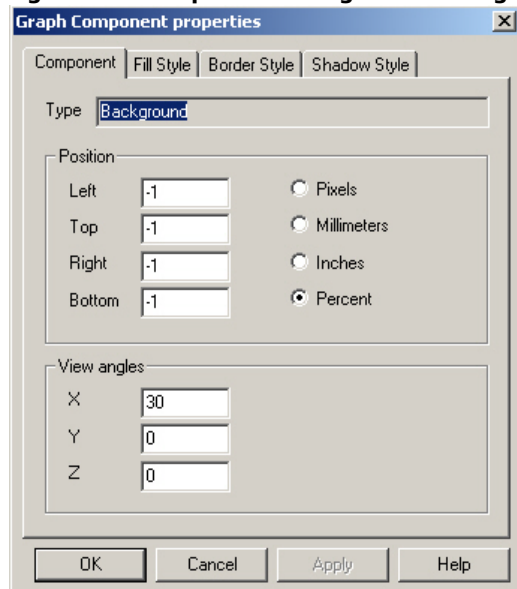 Graph Component properties
Component Fill Style Border Style Shadow Style
Type Background
Position
Left -1 Pixels
Top -1 Millimeters
Right -1 Inches
Bottom -1 Percent
View angles
X 30
Y 0
Z 0
OK Cancel Apply Help